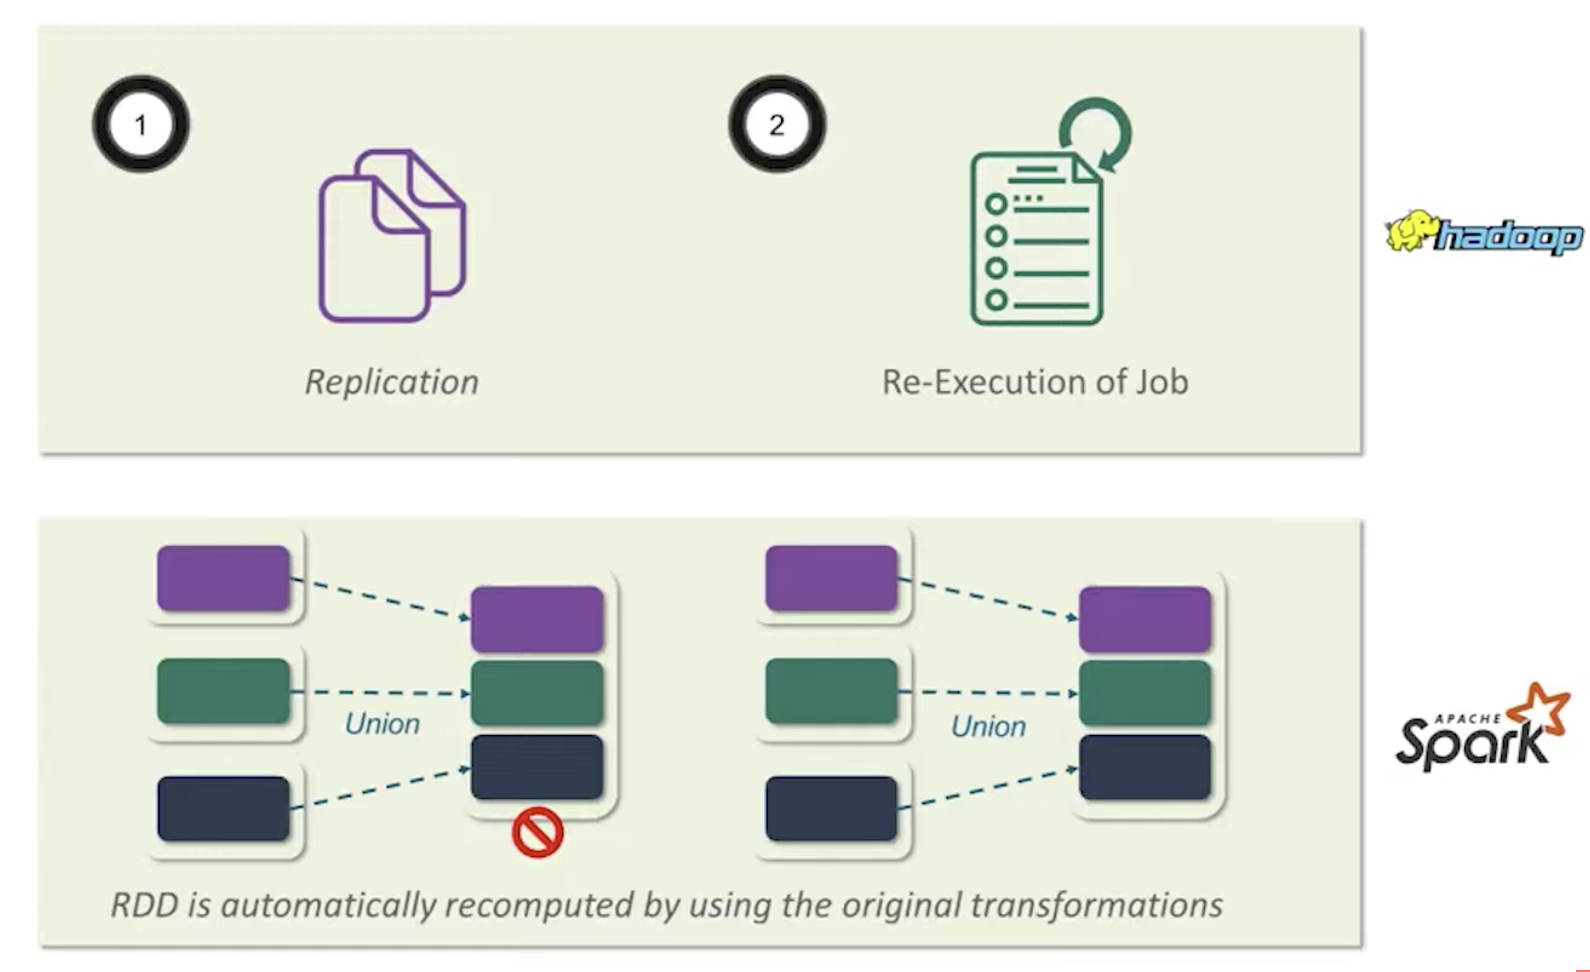 1
2
Replication
Re-Execution of Job
hadoop
Union
Union
APACHE
Spark
RDD is automatically recomputed by using the original transformations